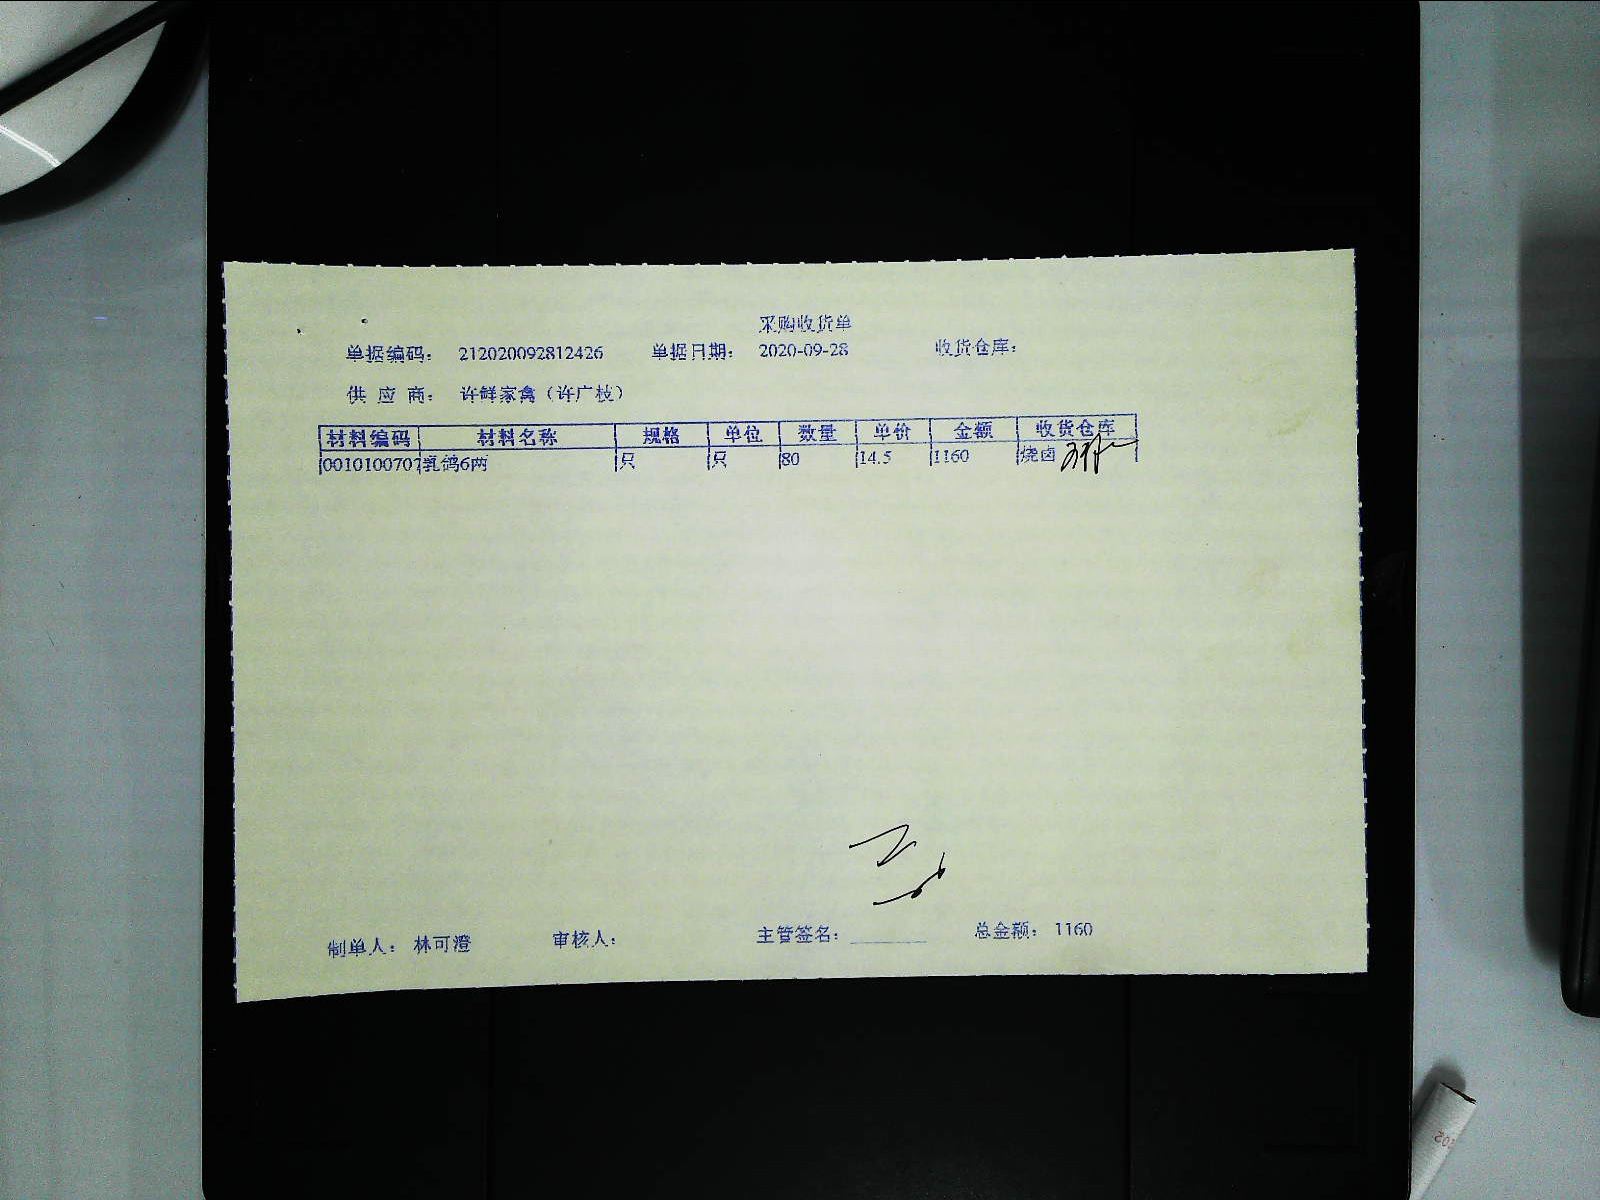 采购收货单
单据编码： 212020092812426 单据日期： 2020-09-28 收货仓库：
供 应 商： 许鲜家禽（许广枝）
材料编码 材料名称 规格 单位 数量 单价 金额 收货仓库
0010100707 乳鸽6两 只 只 80 14.5 1160 烧卤
制单人： 林可澄 审核人： 主管签名： 总金额： 1160